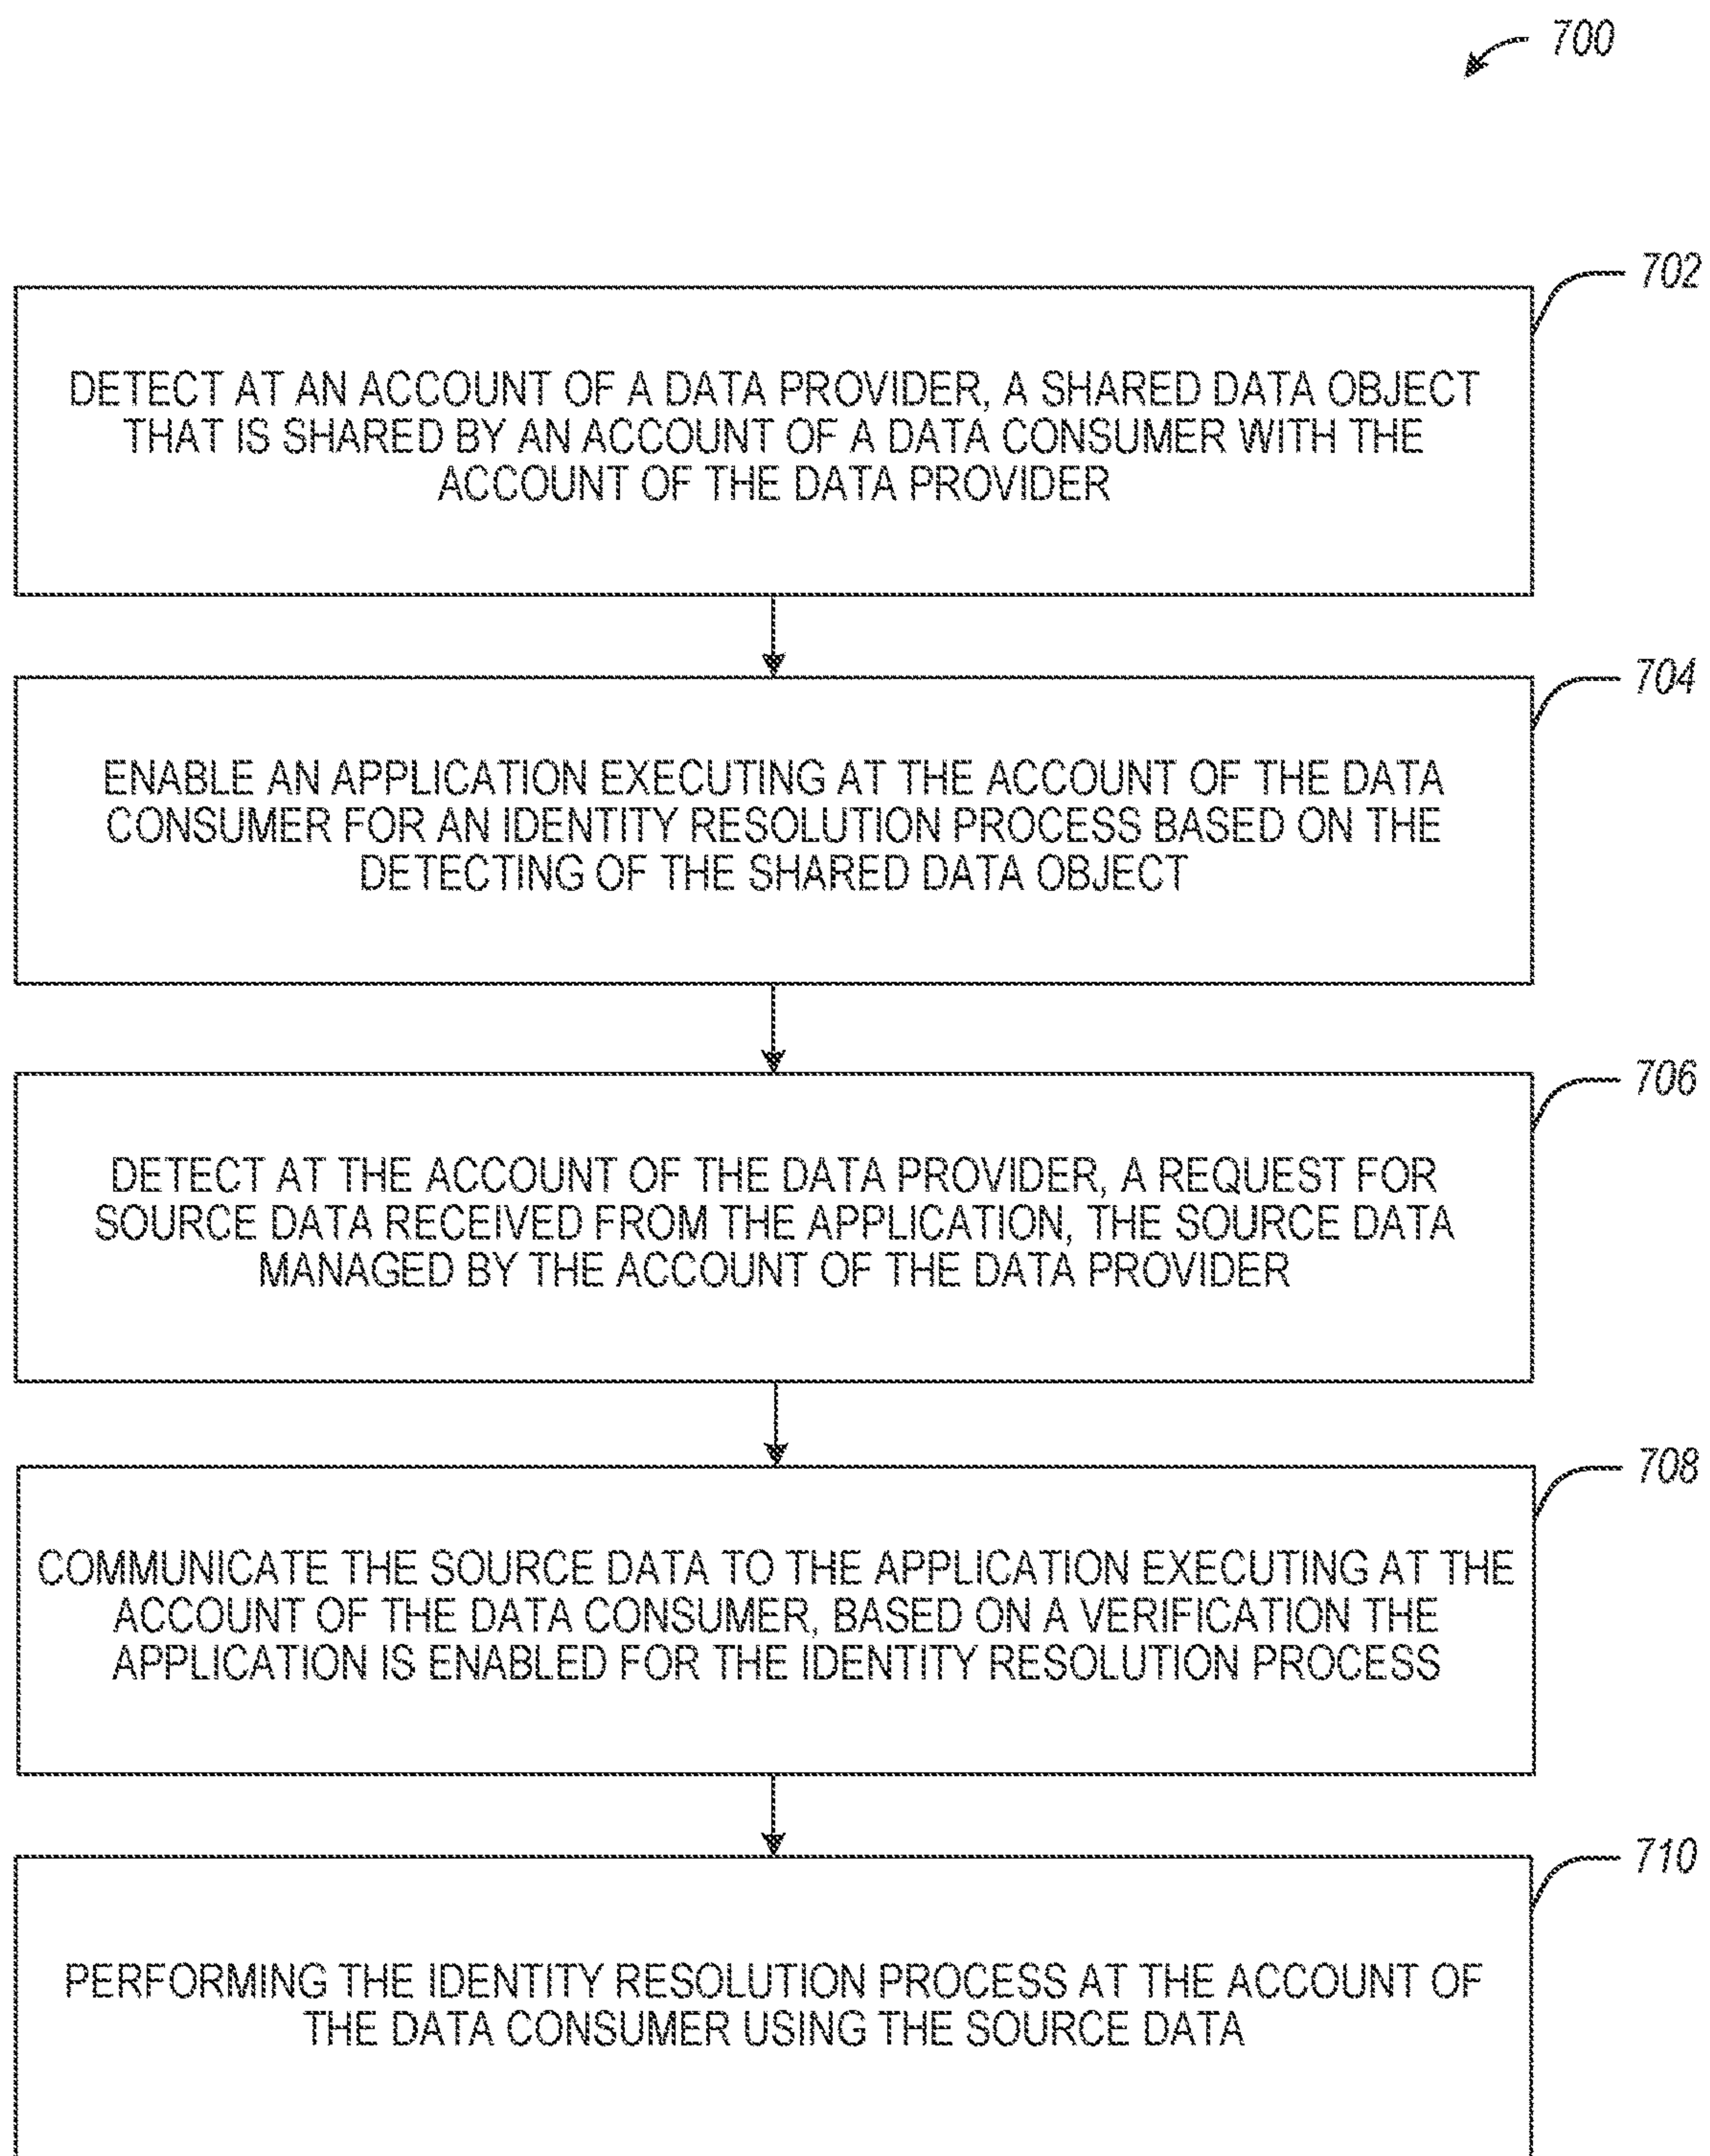 700
702
DETECT AT AN ACCOUNT OF A DATA PROVIDER, A SHARED DATA OBJECT
THAT IS SHARED BY AN ACCOUNT OF A DATA CONSUMER WITH THE
ACCOUNT OF THE DATA PROVIDER
704
ENABLE AN APPLICATION EXECUTING AT THE ACCOUNT OF THE DATA
CONSUMER FOR AN IDENTITY RESOLUTION PROCESS BASED ON THE
DETECTING OF THE SHARED DATA OBJECT
706
DETECT AT THE ACCOUNT OF THE DATA PROVIDER, A REQUEST FOR
SOURCE DATA RECEIVED FROM THE APPLICATION, THE SOURCE DATA
MANAGED BY THE ACCOUNT OF THE DATA PROVIDER
708
COMMUNICATE THE SOURCE DATA TO THE APPLICATION EXECUTING AT THE
ACCOUNT OF THE DATA CONSUMER, BASED ON A VERIFICATION THE
APPLICATION IS ENABLED FOR THE IDENTITY RESOLUTION PROCESS
710
PERFORMING THE IDENTITY RESOLUTION PROCESS AT THE ACCOUNT OF
THE DATA CONSUMER USING THE SOURCE DATA